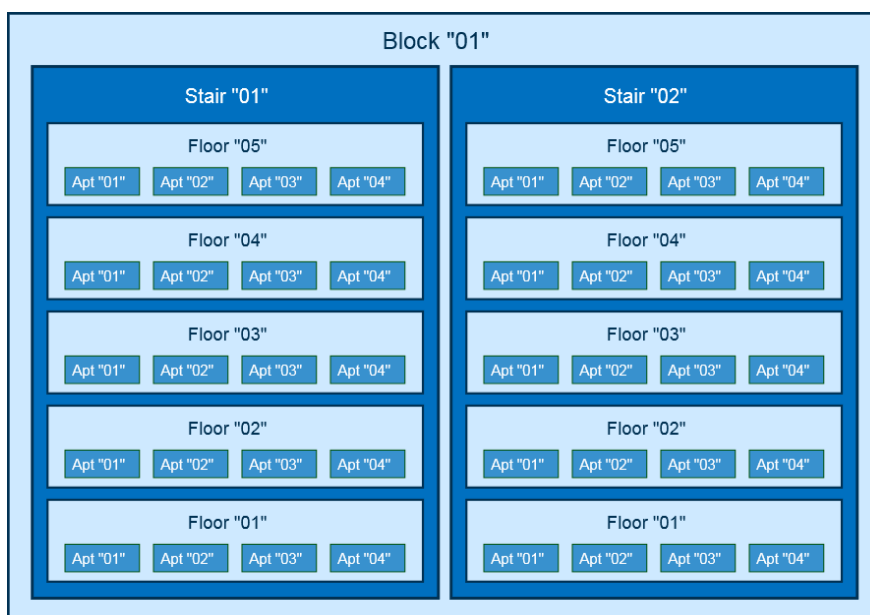 Block "01"
Stair "01"
Floor "05"
Apt "01" Apt "02" Apt "03" Apt "04"
Floor "04"
Apt "01" Apt "02" Apt "03" Apt "04"
Floor "03"
Apt "01" Apt "02" Apt "03" Apt "04"
Floor "02"
Apt "01" Apt "02" Apt "03" Apt "04"
Floor "01"
Apt "01" Apt "02" Apt "03" Apt "04"
Stair "02"
Floor "05"
Apt "01" Apt "02" Apt "03" Apt "04"
Floor "04"
Apt "01" Apt "02" Apt "03" Apt "04"
Floor "03"
Apt "01" Apt "02" Apt "03" Apt "04"
Floor "02"
Apt "01" Apt "02" Apt "03" Apt "04"
Floor "01"
Apt "01" Apt "02" Apt "03" Apt "04"